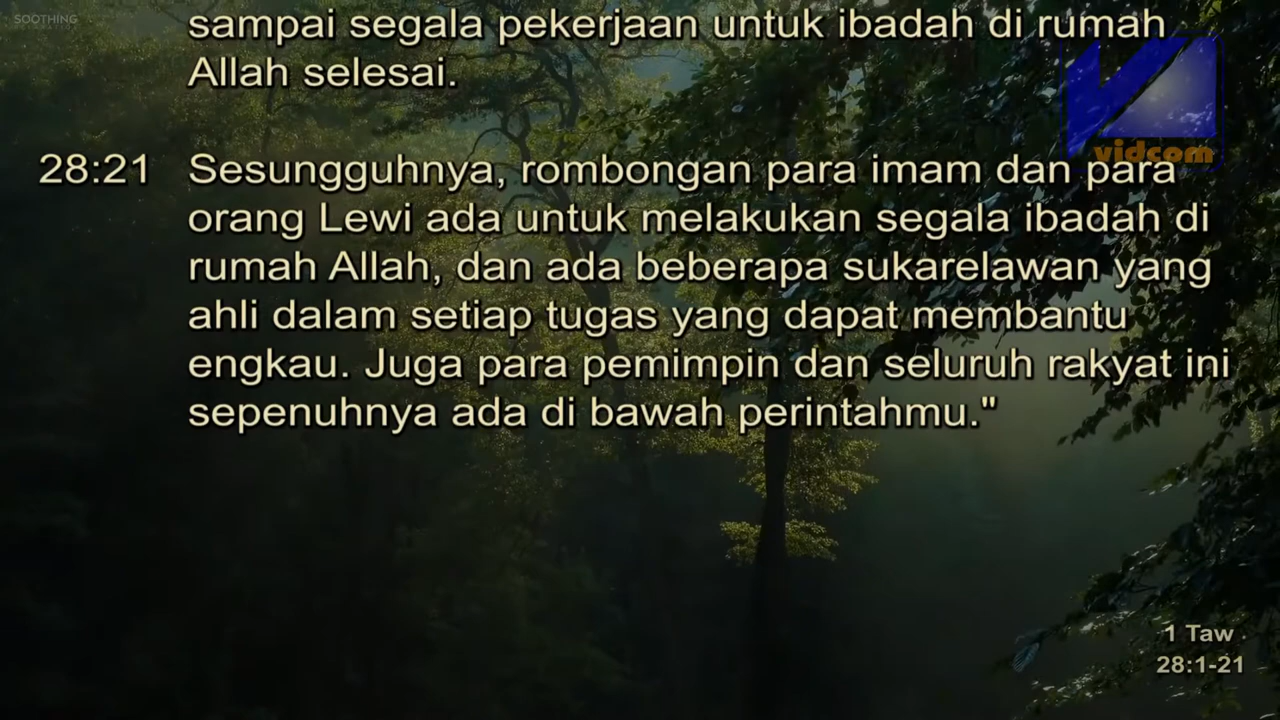 SOOTHING
sampai segala pekerjaan untuk ibadah di rumah
Allah selesai.
vidcom
28:21 Sesungguhnya, rombongan para imam dan para
orang Lewi ada untuk melakukan segala ibadah di
rumah Allah, dan ada beberapa sukarelawan yang
ahli dalam setiap tugas yang dapat membantu
engkau. Juga para pemimpin dan seluruh rakyat ini
sepenuhnya ada di bawah perintahmu."
1 Taw
28:1-21